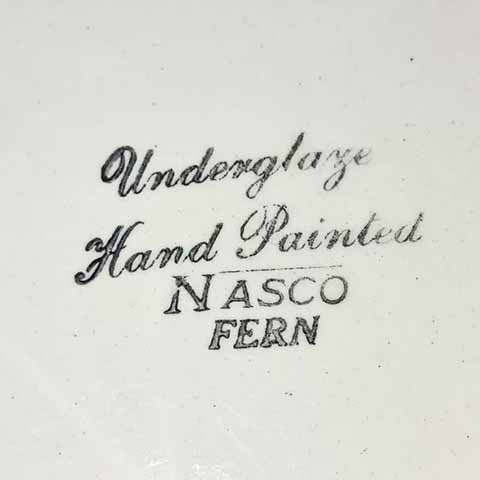 Underglaze
Hand Painted
NASCO
FERN